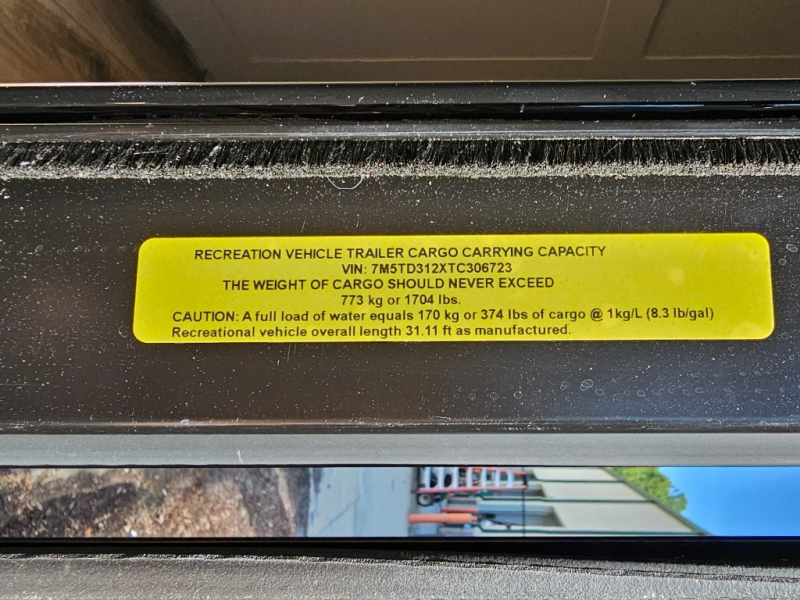 RECREATION VEHICLE TRAILER CARGO CARRYING CAPACITY
VIN: 7M5TD312XTC306723
THE WEIGHT OF CARGO SHOULD NEVER EXCEED
773 kg or 1704 lbs.
CAUTION: A full load of water equals 170 kg or 374 lbs of cargo @ 1kg/L (8.3 lb/gal)
Recreational vehicle overall length 31.11 ft as manufactured.